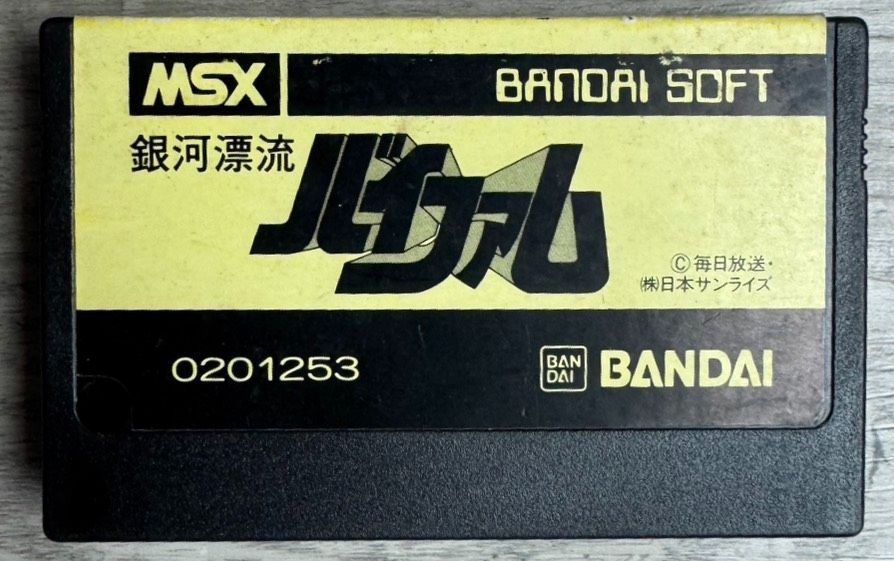 MSX BANDAI SOFT
銀河漂流 バイファム
©毎日放送・
㈱日本サンライズ
0201253 BAN DAI BANDAI